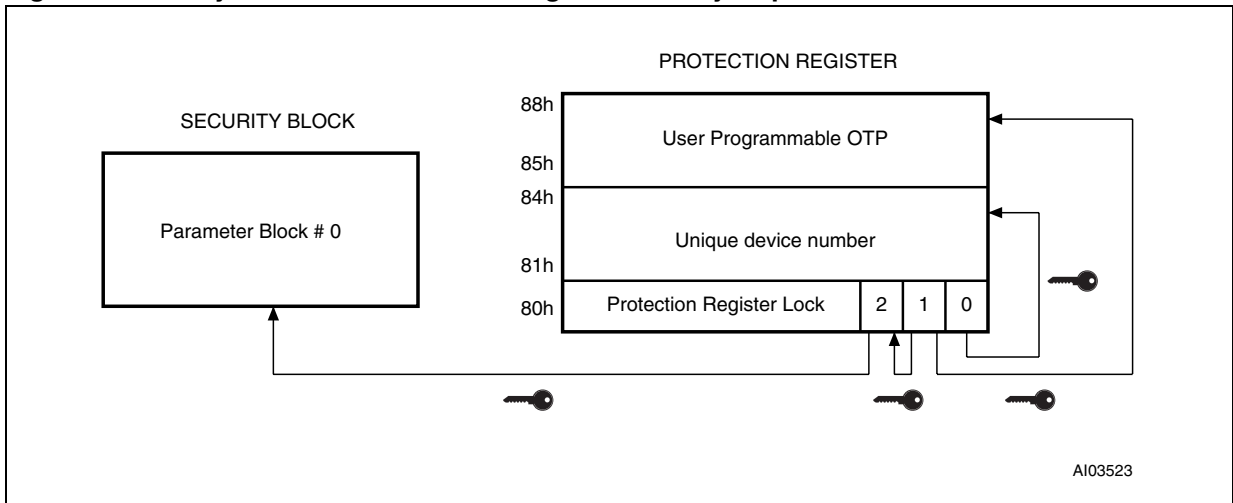 PROTECTION REGISTER
SECURITY BLOCK
88h
User Programmable OTP
85h
84h
Parameter Block # 0
Unique device number
81h
80h
Protection Register Lock 2 1 0
AI03523